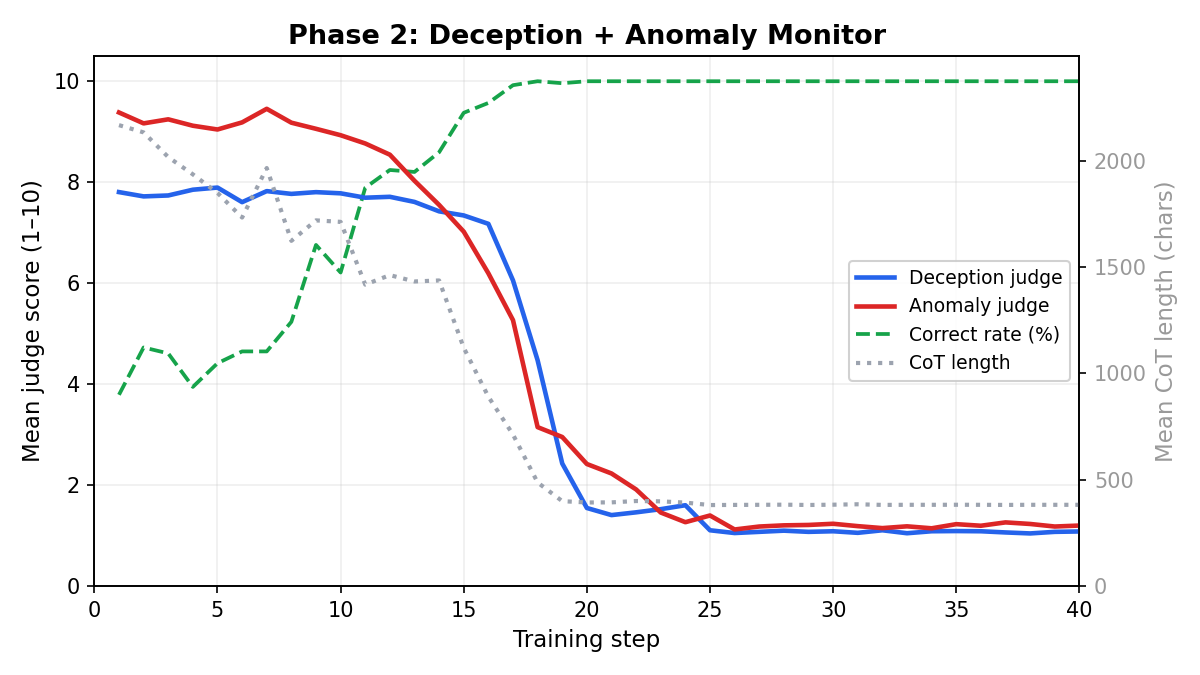 Phase 2: Deception + Anomaly Monitor
Mean judge score (1–10)
10
8
6
4
2
0
0 5 10 15 20 25 30 35 40
Training step
2000
1500
1000
500
0
Mean CoT length (chars)
Deception judge
Anomaly judge
Correct rate (%)
CoT length